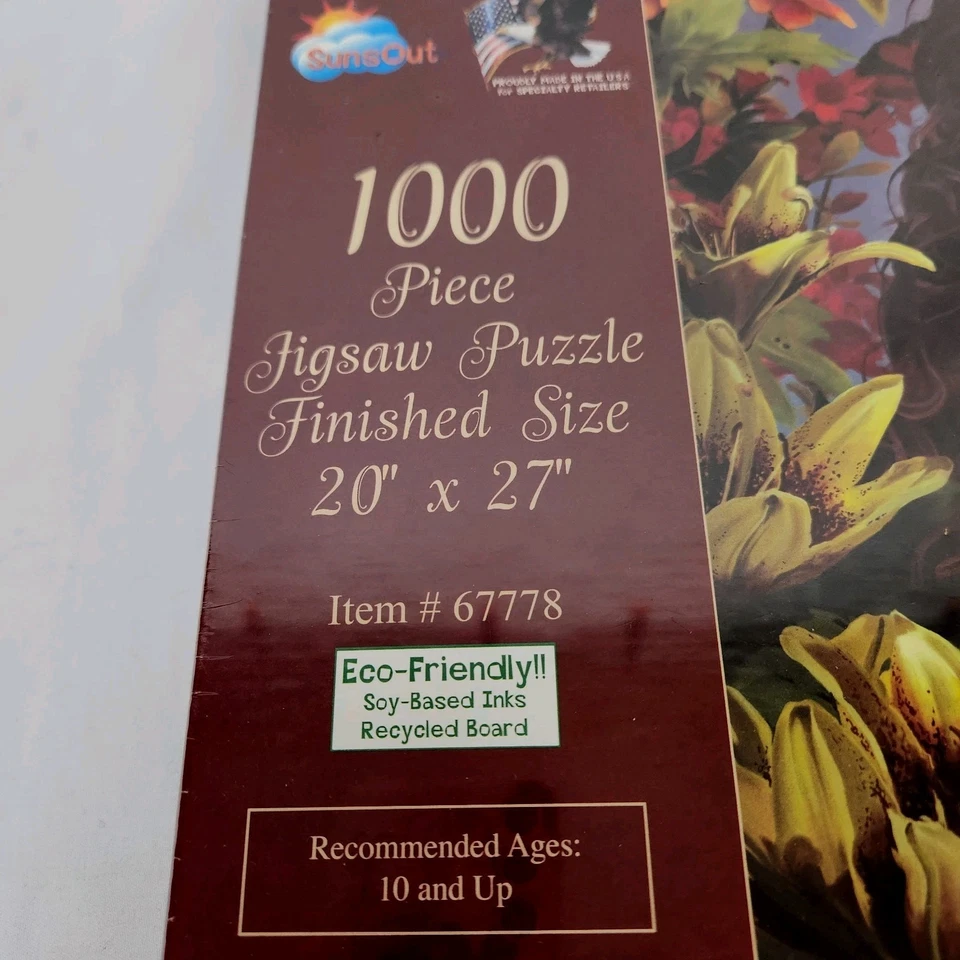 SunsOut
PROUDLY MADE IN THE USA
for SPECIALTY RETAILERS
1000
Piece
Jigsaw Puzzle
Finished Size
20" x 27"
Item # 67778
Eco-Friendly!!
Soy-Based Inks
Recycled Board
Recommended Ages:
10 and Up